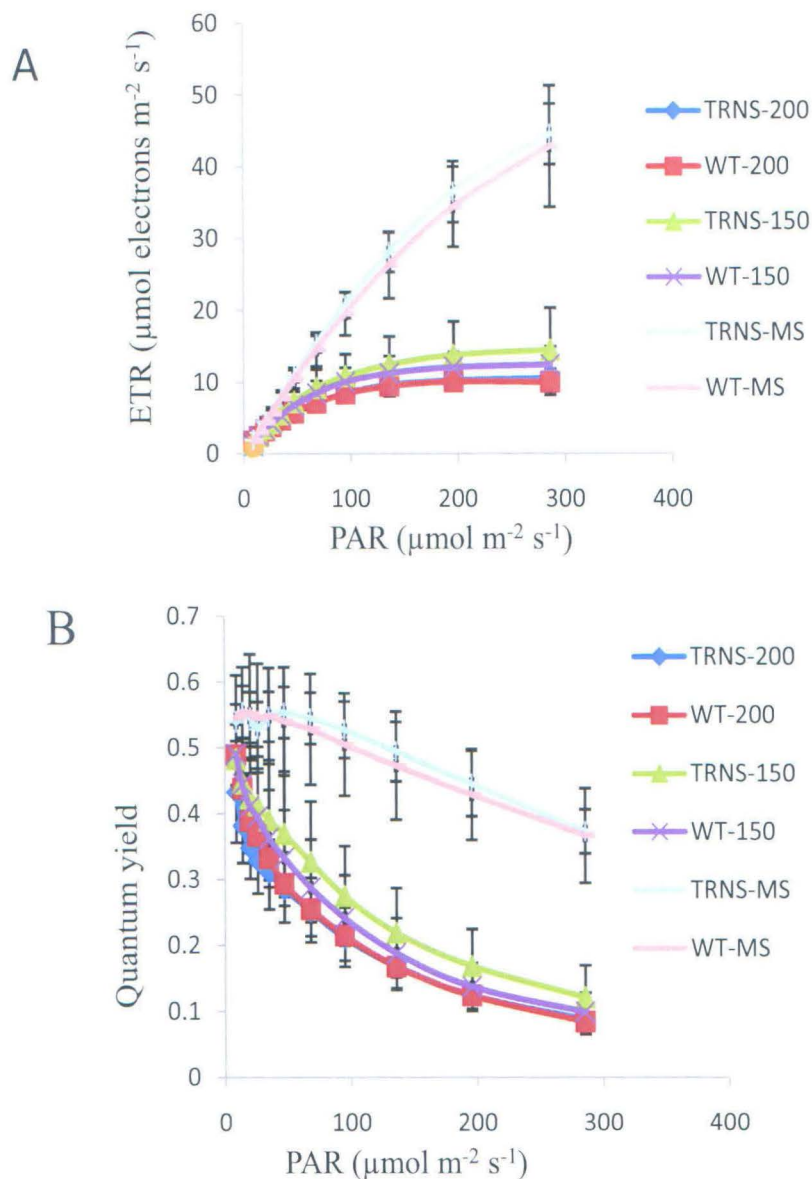 A
ETR (µmol electrons m-2 s-1)
60
50
40
30
20
10
0
0 100 200 300 400
PAR (µmol m-2 s-1)
TRNS-200
WT-200
TRNS-150
WT-150
TRNS-MS
WT-MS
B
Quantum yield
0.7
0.6
0.5
0.4
0.3
0.2
0.1
0
0 100 200 300 400
PAR (µmol m-2 s-1)
TRNS-200
WT-200
TRNS-150
WT-150
TRNS-MS
WT-MS